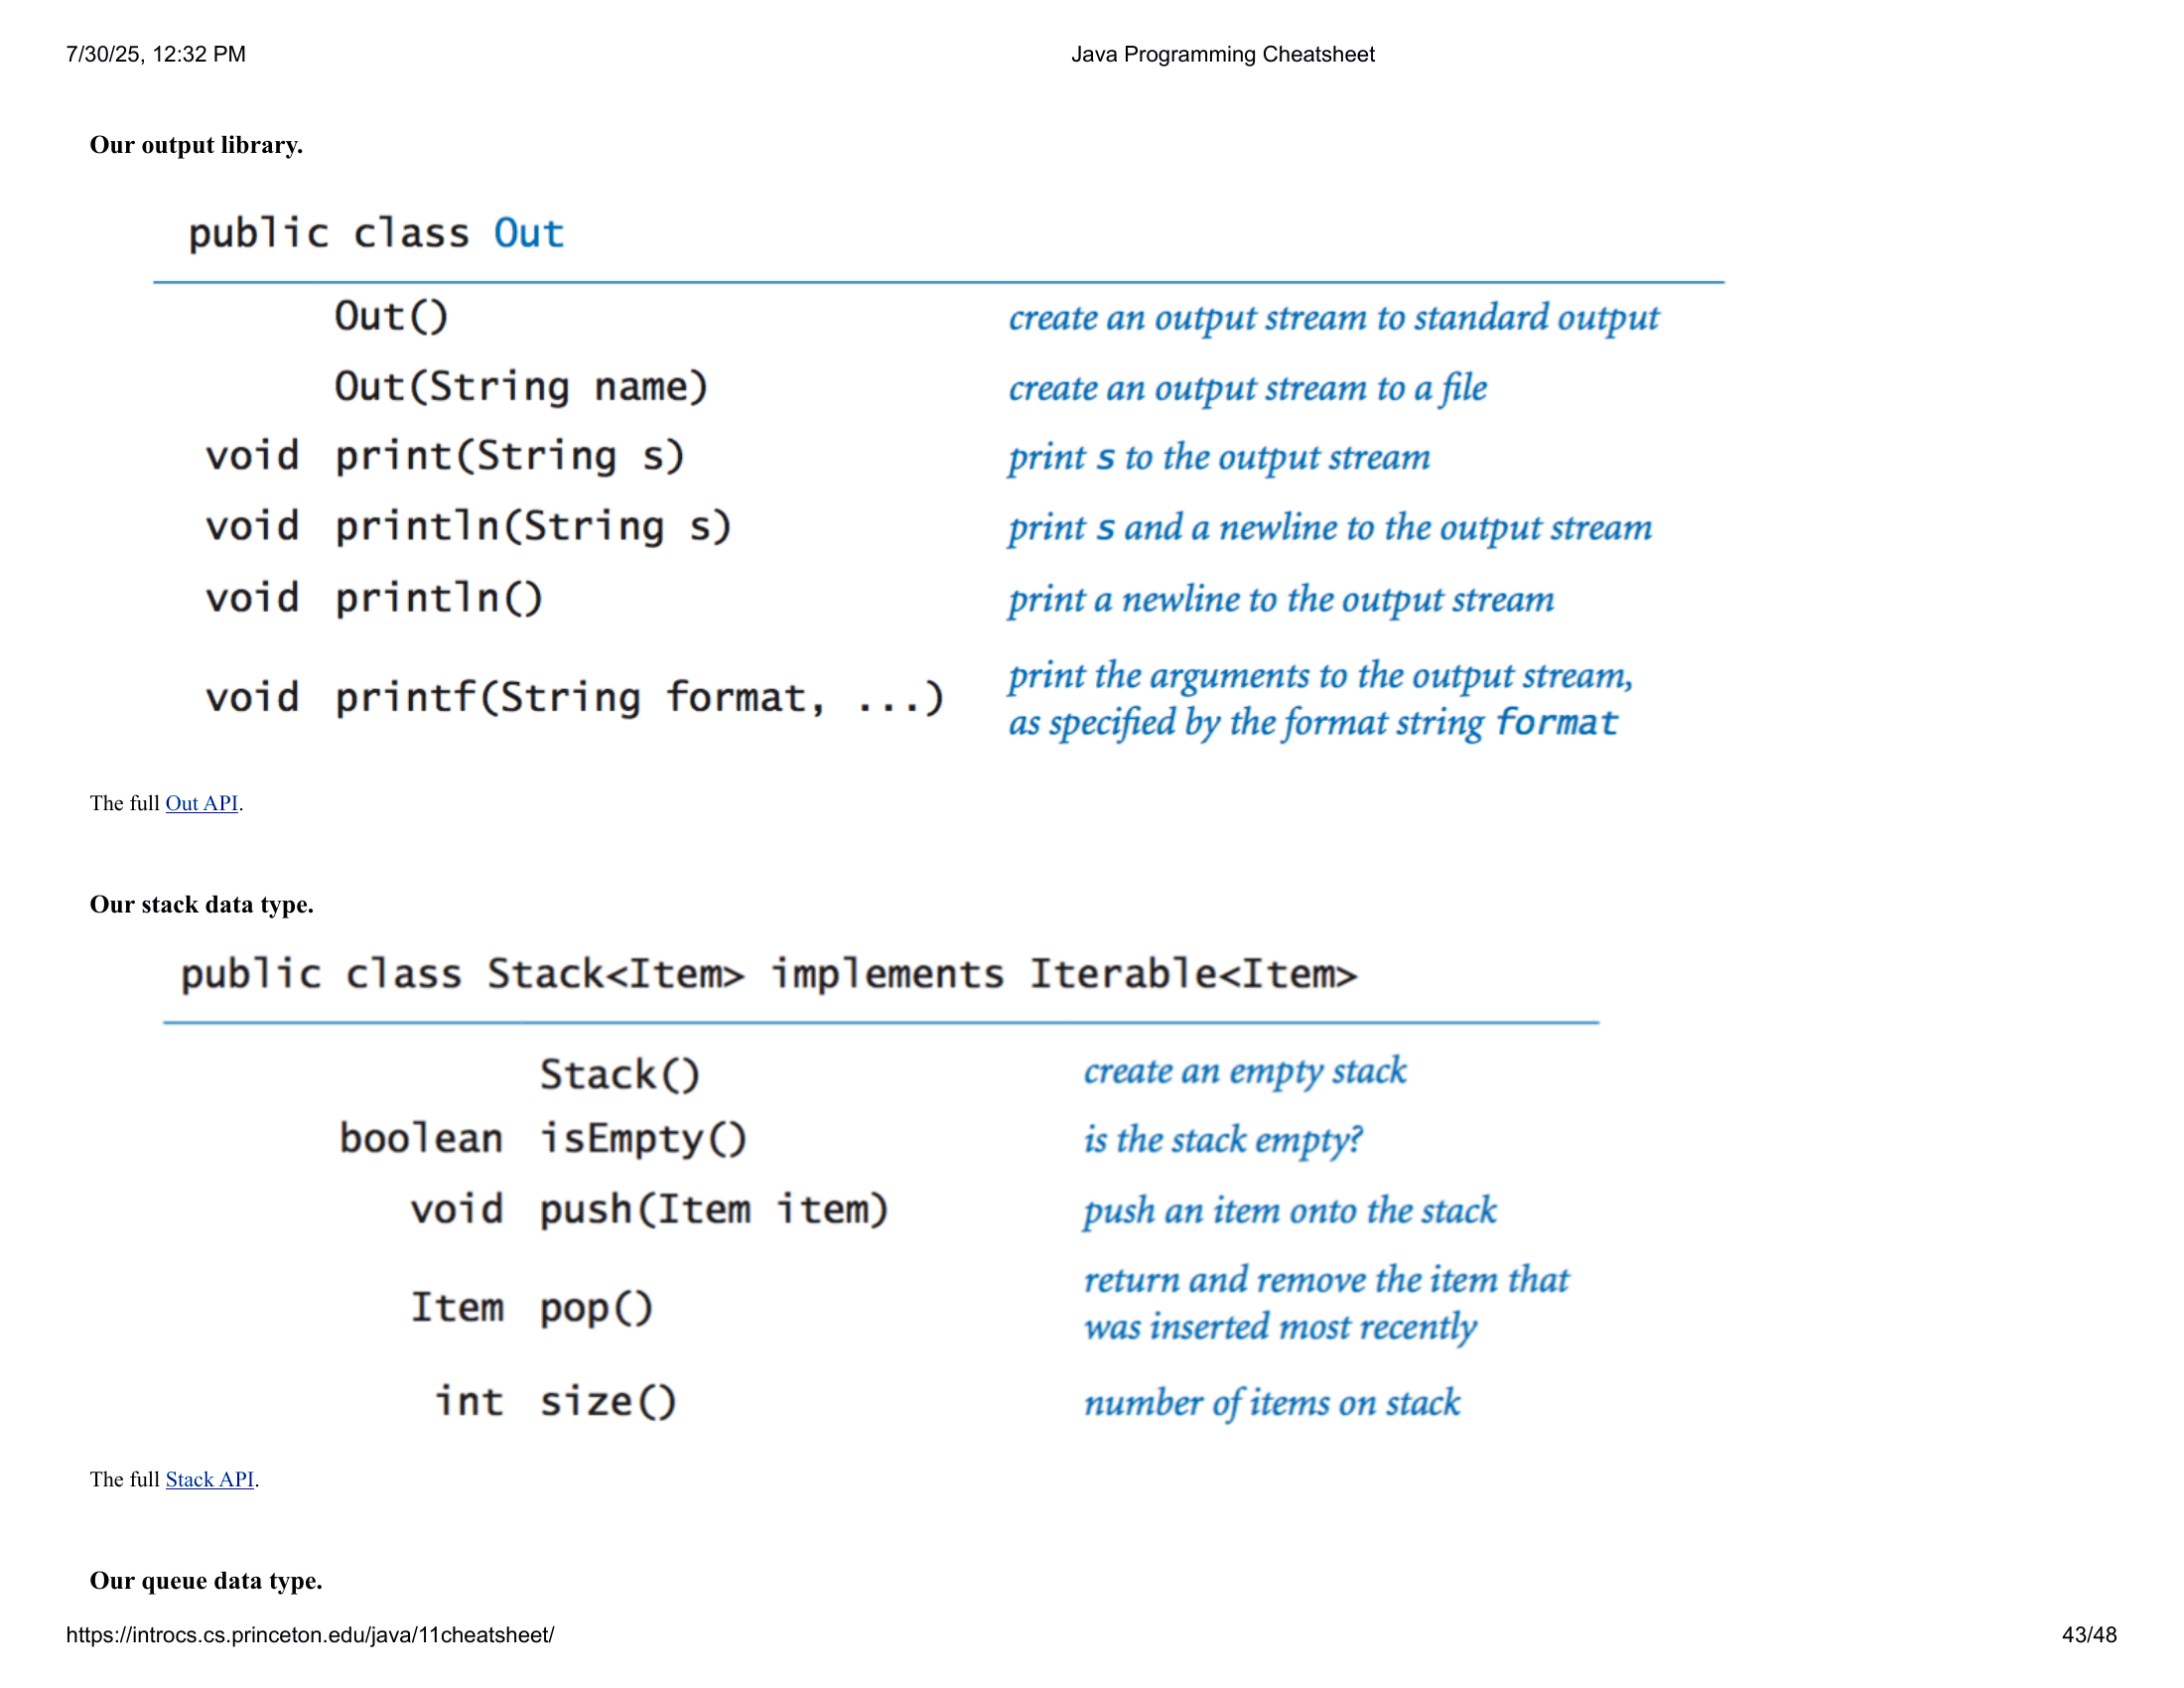 7/30/25, 12:32 PM Java Programming Cheatsheet
Our output library.
public class Out
Out() create an output stream to standard output
Out(String name) create an output stream to a file
void print(String s) print s to the output stream
void println(String s) print s and a newline to the output stream
void println() print a newline to the output stream
void printf(String format, ...) print the arguments to the output stream,
as specified by the format string format
The full Out API.
Our stack data type.
public class Stack<Item> implements Iterable<Item>
Stack() create an empty stack
boolean isEmpty() is the stack empty?
void push(Item item) push an item onto the stack
Item pop() return and remove the item that
was inserted most recently
int size() number of items on stack
The full Stack API.
Our queue data type.
https://introcs.cs.princeton.edu/java/11cheatsheet/ 43/48